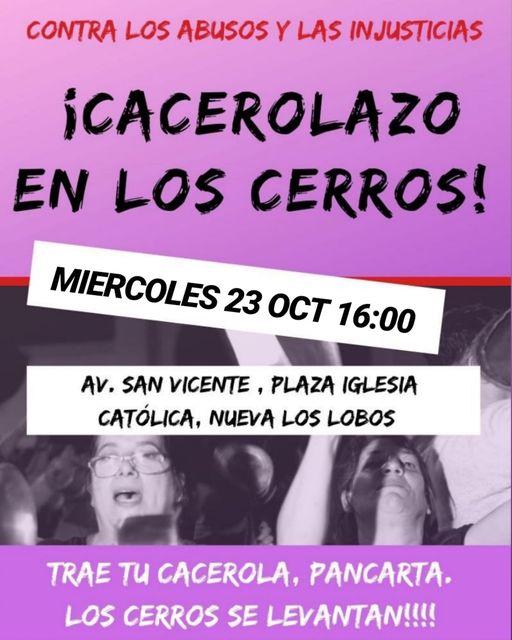 CONTRA LOS ABUSOS Y LAS INJUSTICIAS
¡CACEROLAZO
EN LOS CERROS!
MIERCOLES 23 OCT 16:00
AV. SAN VICENTE , PLAZA IGLESIA
CATÓLICA, NUEVA LOS LOBOS
TRAE TU CACEROLA, PANCARTA.
LOS CERROS SE LEVANTAN!!!!